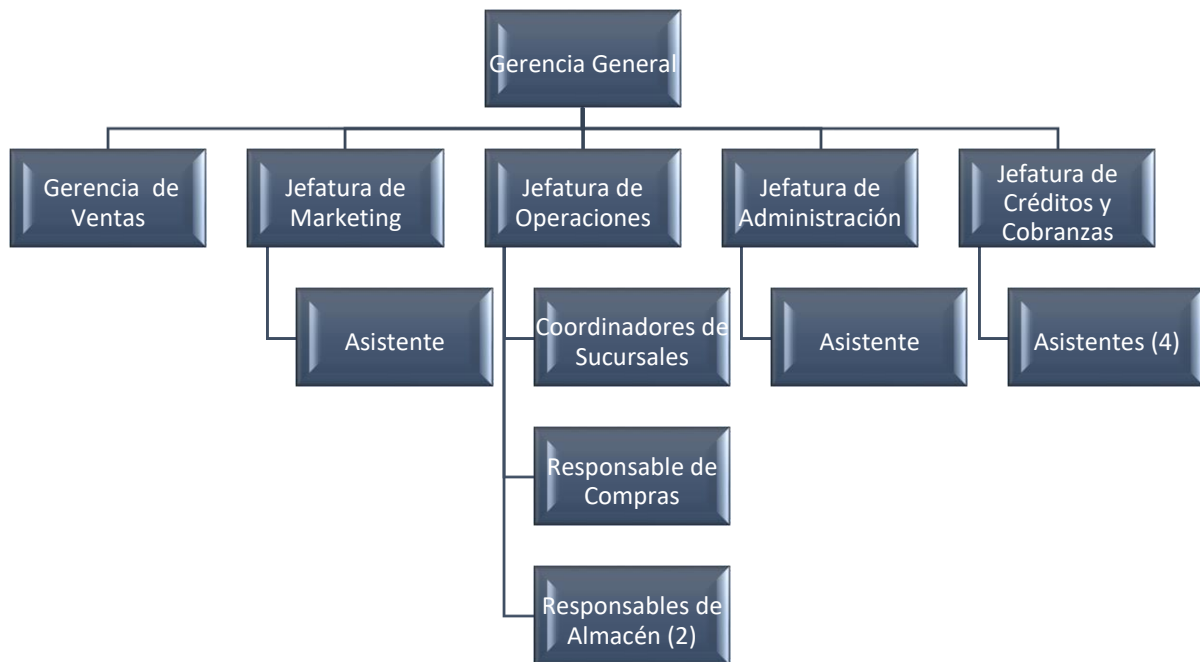 Gerencia General
Gerencia de
Ventas
Jefatura de
Marketing
Jefatura de
Operaciones
Jefatura de
Administración
Jefatura de
Créditos y
Cobranzas
Asistente
Coordinadores de
Sucursales
Asistente
Asistentes (4)
Responsable de
Compras
Responsables de
Almacén (2)